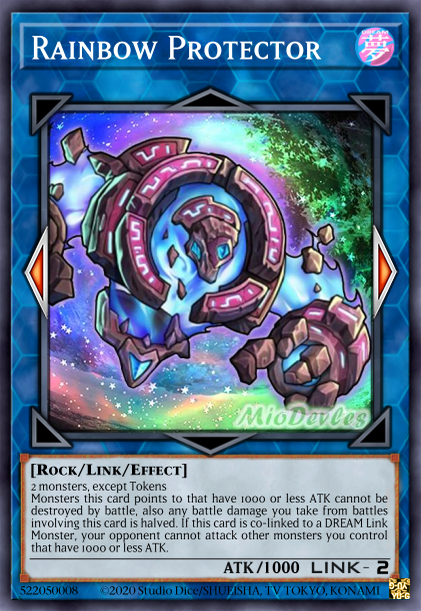 RAINBOW PROTECTOR
DREAM
夢
MioDevles
[ROCK/LINK/EFFECT]
2 monsters, except Tokens
Monsters this card points to that have 1000 or less ATK cannot be
destroyed by battle, also any battle damage you take from battles
involving this card is halved. If this card is co-linked to a DREAM Link
Monster, your opponent cannot attack other monsters you control
that have 1000 or less ATK.
ATK/1000 LINK-2
522050008 ©2020 Studio Dice/SHUEISHA, TV TOKYO, KONAMI